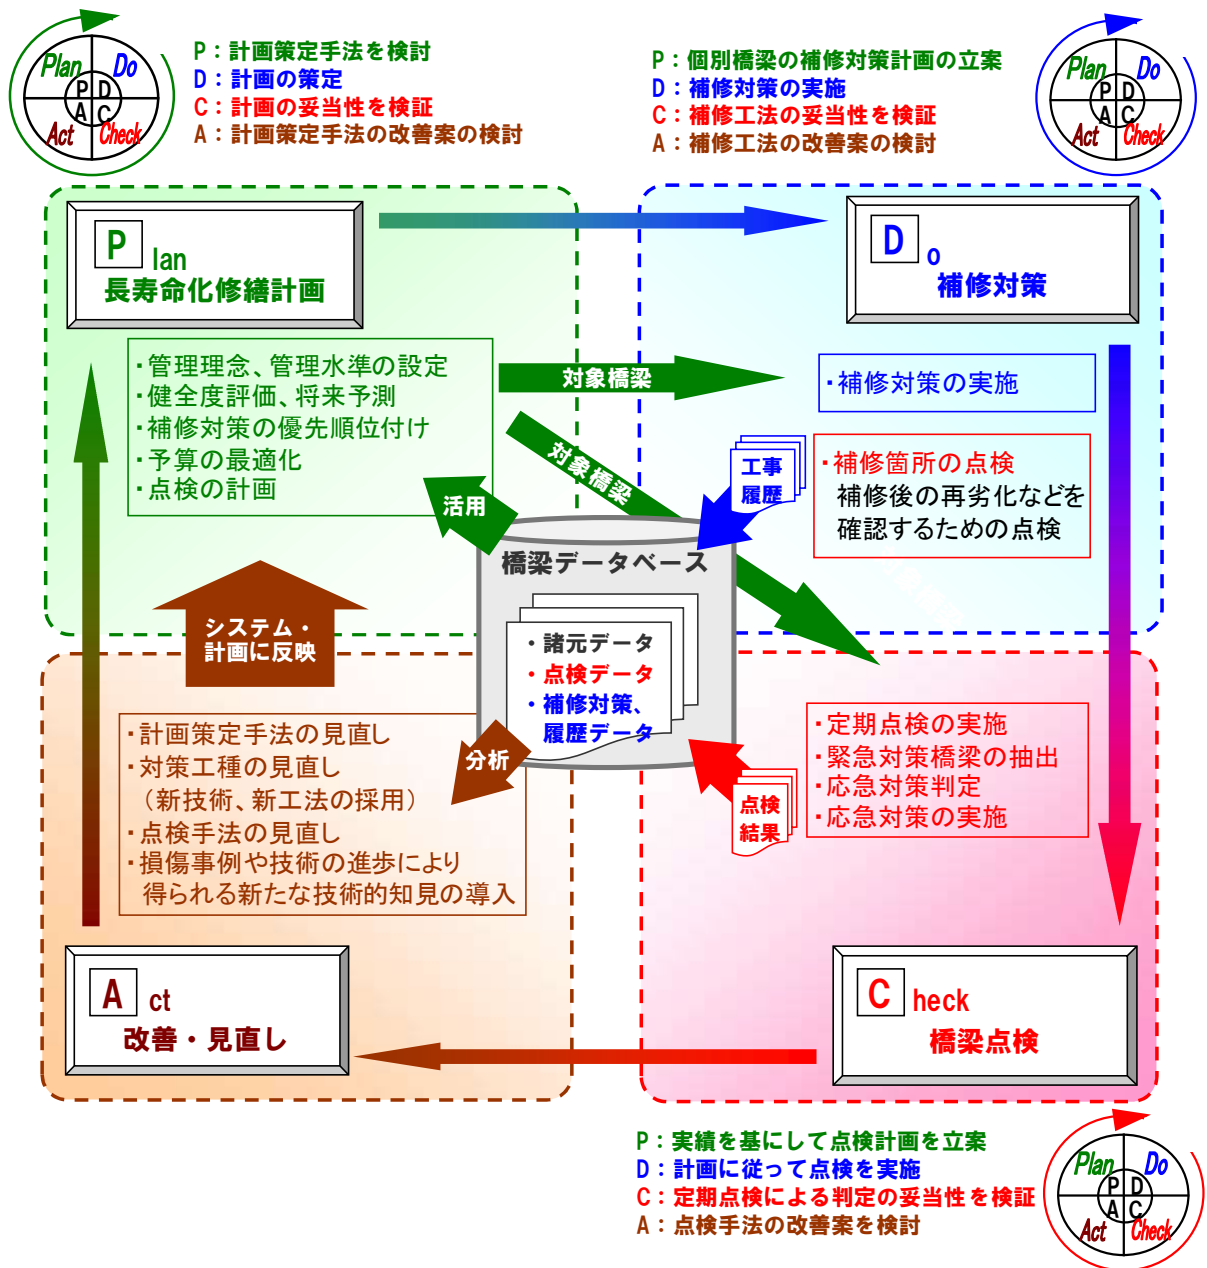 Plan
Do
P
D
A
C
Act
Check
P：計画策定手法を検討
D：計画の策定
C：計画の妥当性を検証
A：計画策定手法の改善案の検討
P：個別橋梁の補修対策計画の立案
D：補修対策の実施
C：補修工法の妥当性を検証
A：補修工法の改善案の検討
Plan
Do
P
D
A
C
Act
Check
P lan
長寿命化修繕計画
D o
補修対策
・管理理念、管理水準の設定
・健全度評価、将来予測
・補修対策の優先順位付け
・予算の最適化
・点検の計画
対象橋梁
対象橋梁
・補修対策の実施
工事
履歴
・補修箇所の点検
補修後の再劣化などを
確認するための点検
活用
橋梁データベース
・諸元データ
・点検データ
・補修対策、
履歴データ
システム・
計画に反映
分析
点検
結果
・計画策定手法の見直し
・対策工種の見直し
（新技術、新工法の採用）
・点検手法の見直し
・損傷事例や技術の進歩により
得られる新たな技術的知見の導入
・定期点検の実施
・緊急対策橋梁の抽出
・応急対策判定
・応急対策の実施
A ct
改善・見直し
C heck
橋梁点検
P：実績を基にして点検計画を立案
D：計画に従って点検を実施
C：定期点検による判定の妥当性を検証
A：点検手法の改善案を検討
Plan
Do
P
D
A
C
Act
Check